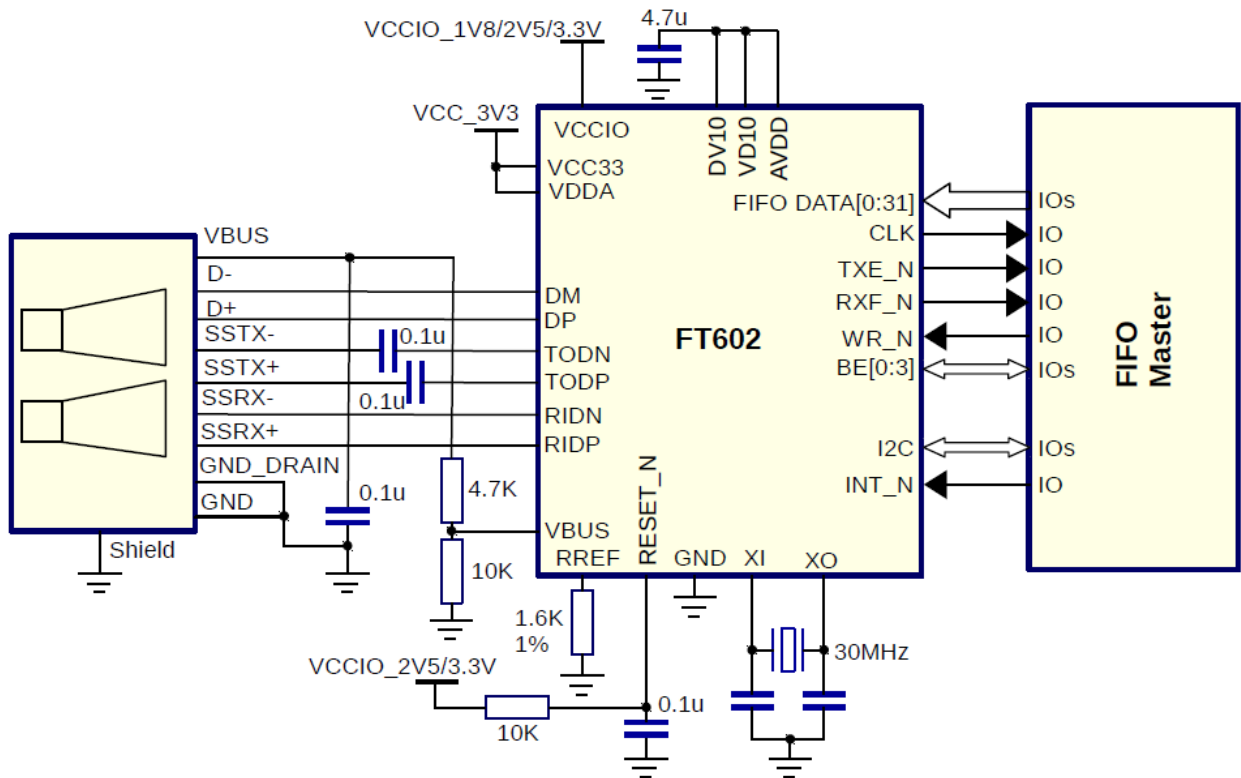 4.7u
VCCIO_1V8/2V5/3.3V
VCC_3V3
VCCIO
VCC33
VDDA
DV10
VD10
AVDD
FIFO DATA[0:31]
IOs
CLK
IO
TXE_N
IO
RXF_N
IO
WR_N
IO
BE[0:3]
IOs
I2C
IOs
INT_N
IO
FT602
FIFO
Master
VBUS
D-
DM
D+
DP
SSTX-
0.1u
TODN
SSTX+
0.1u
TODP
SSRX-
RIDN
SSRX+
RIDP
GND_DRAIN
GND
0.1u
4.7K
VBUS
Shield
10K
RREF
RESET_N
GND
XI
XO
1.6K
1%
30MHz
VCCIO_2V5/3.3V
10K
0.1u